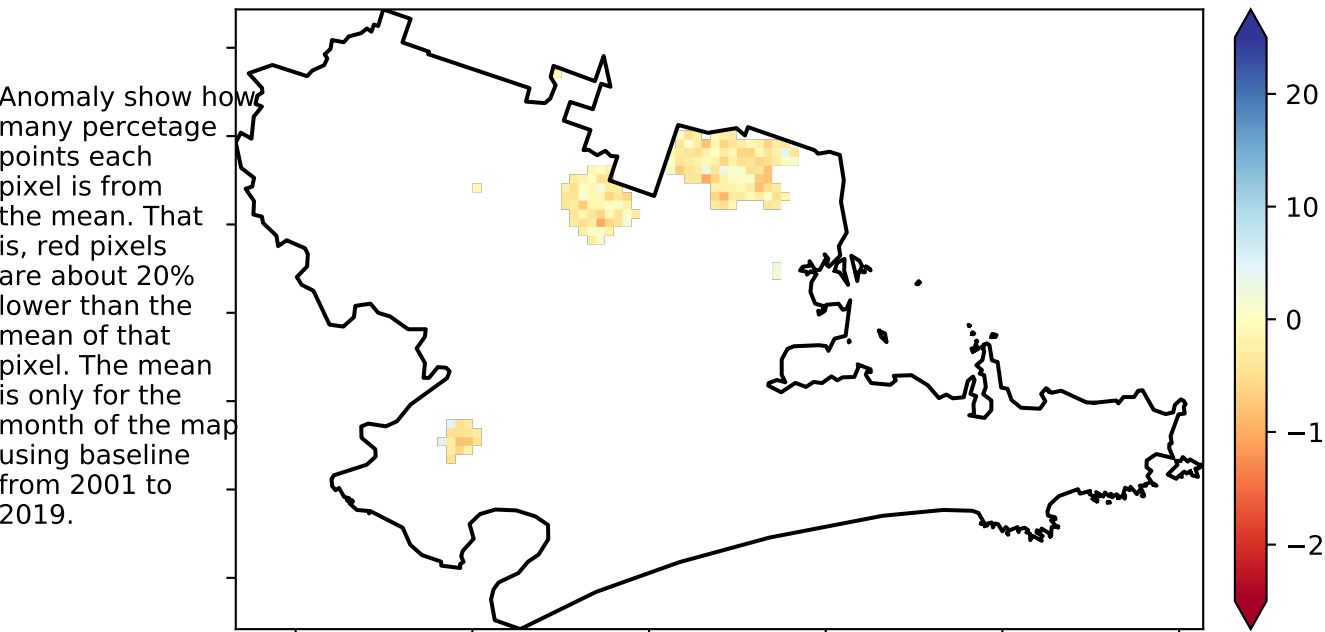 Anomaly show how
many percetage
points each
pixel is from
the mean. That
is, red pixels
are about 20%
lower than the
mean of that
pixel. The mean
is only for the
month of the map
using baseline
from 2001 to
2019.
20
10
0
−1
−2